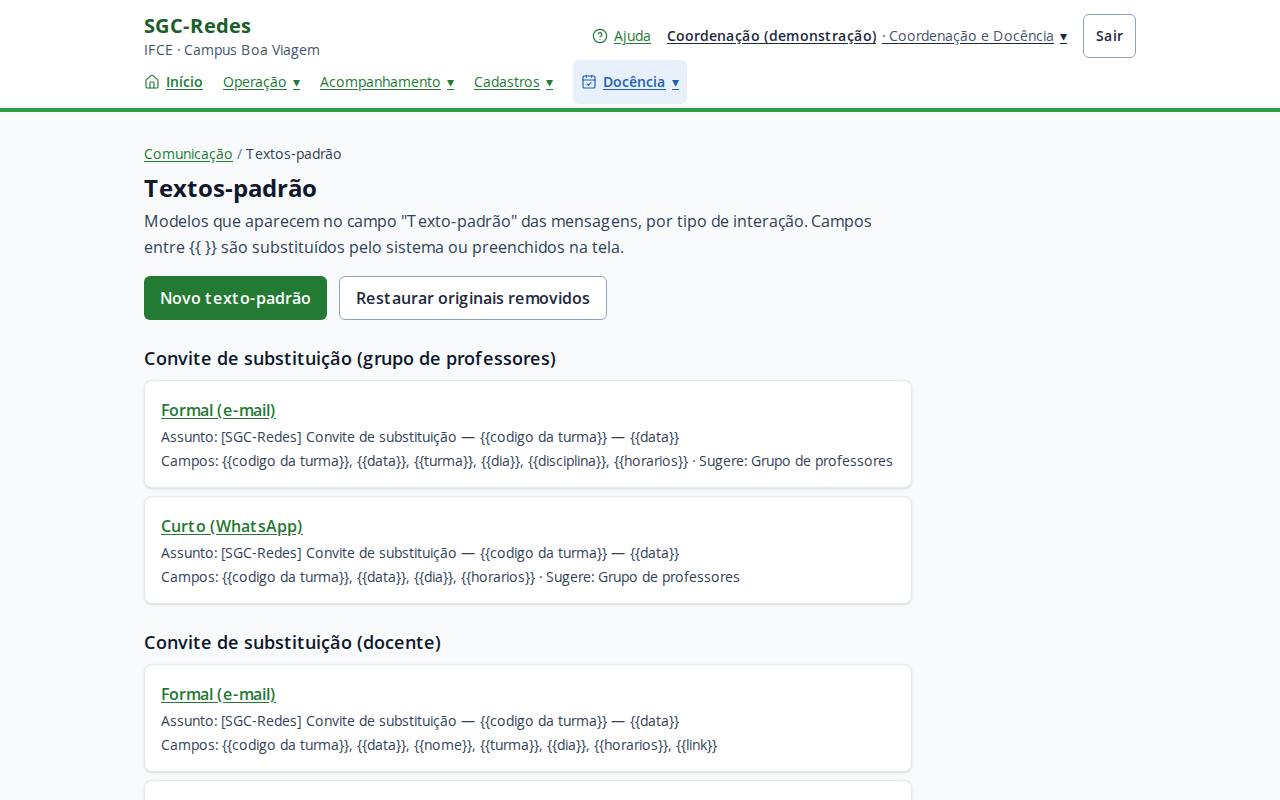 SGC-Redes
IFCE · Campus Boa Viagem
Ajuda
Coordenação (demonstração) · Coordenação e Docência ▾
Sair
Início
Operação ▾
Acompanhamento ▾
Cadastros ▾
Docência ▾
Comunicação / Textos-padrão
Textos-padrão
Modelos que aparecem no campo "Texto-padrão" das mensagens, por tipo de interação. Campos
entre {{ }} são substituídos pelo sistema ou preenchidos na tela.
Novo texto-padrão
Restaurar originais removidos
Convite de substituição (grupo de professores)
Formal (e-mail)
Assunto: [SGC-Redes] Convite de substituição — {{codigo da turma}} — {{data}}
Campos: {{codigo da turma}}, {{data}}, {{turma}}, {{dia}}, {{disciplina}}, {{horarios}} · Sugere: Grupo de professores
Curto (WhatsApp)
Assunto: [SGC-Redes] Convite de substituição — {{codigo da turma}} — {{data}}
Campos: {{codigo da turma}}, {{data}}, {{dia}}, {{horarios}} · Sugere: Grupo de professores
Convite de substituição (docente)
Formal (e-mail)
Assunto: [SGC-Redes] Convite de substituição — {{codigo da turma}} — {{data}}
Campos: {{codigo da turma}}, {{data}}, {{nome}}, {{turma}}, {{dia}}, {{horarios}}, {{link}}